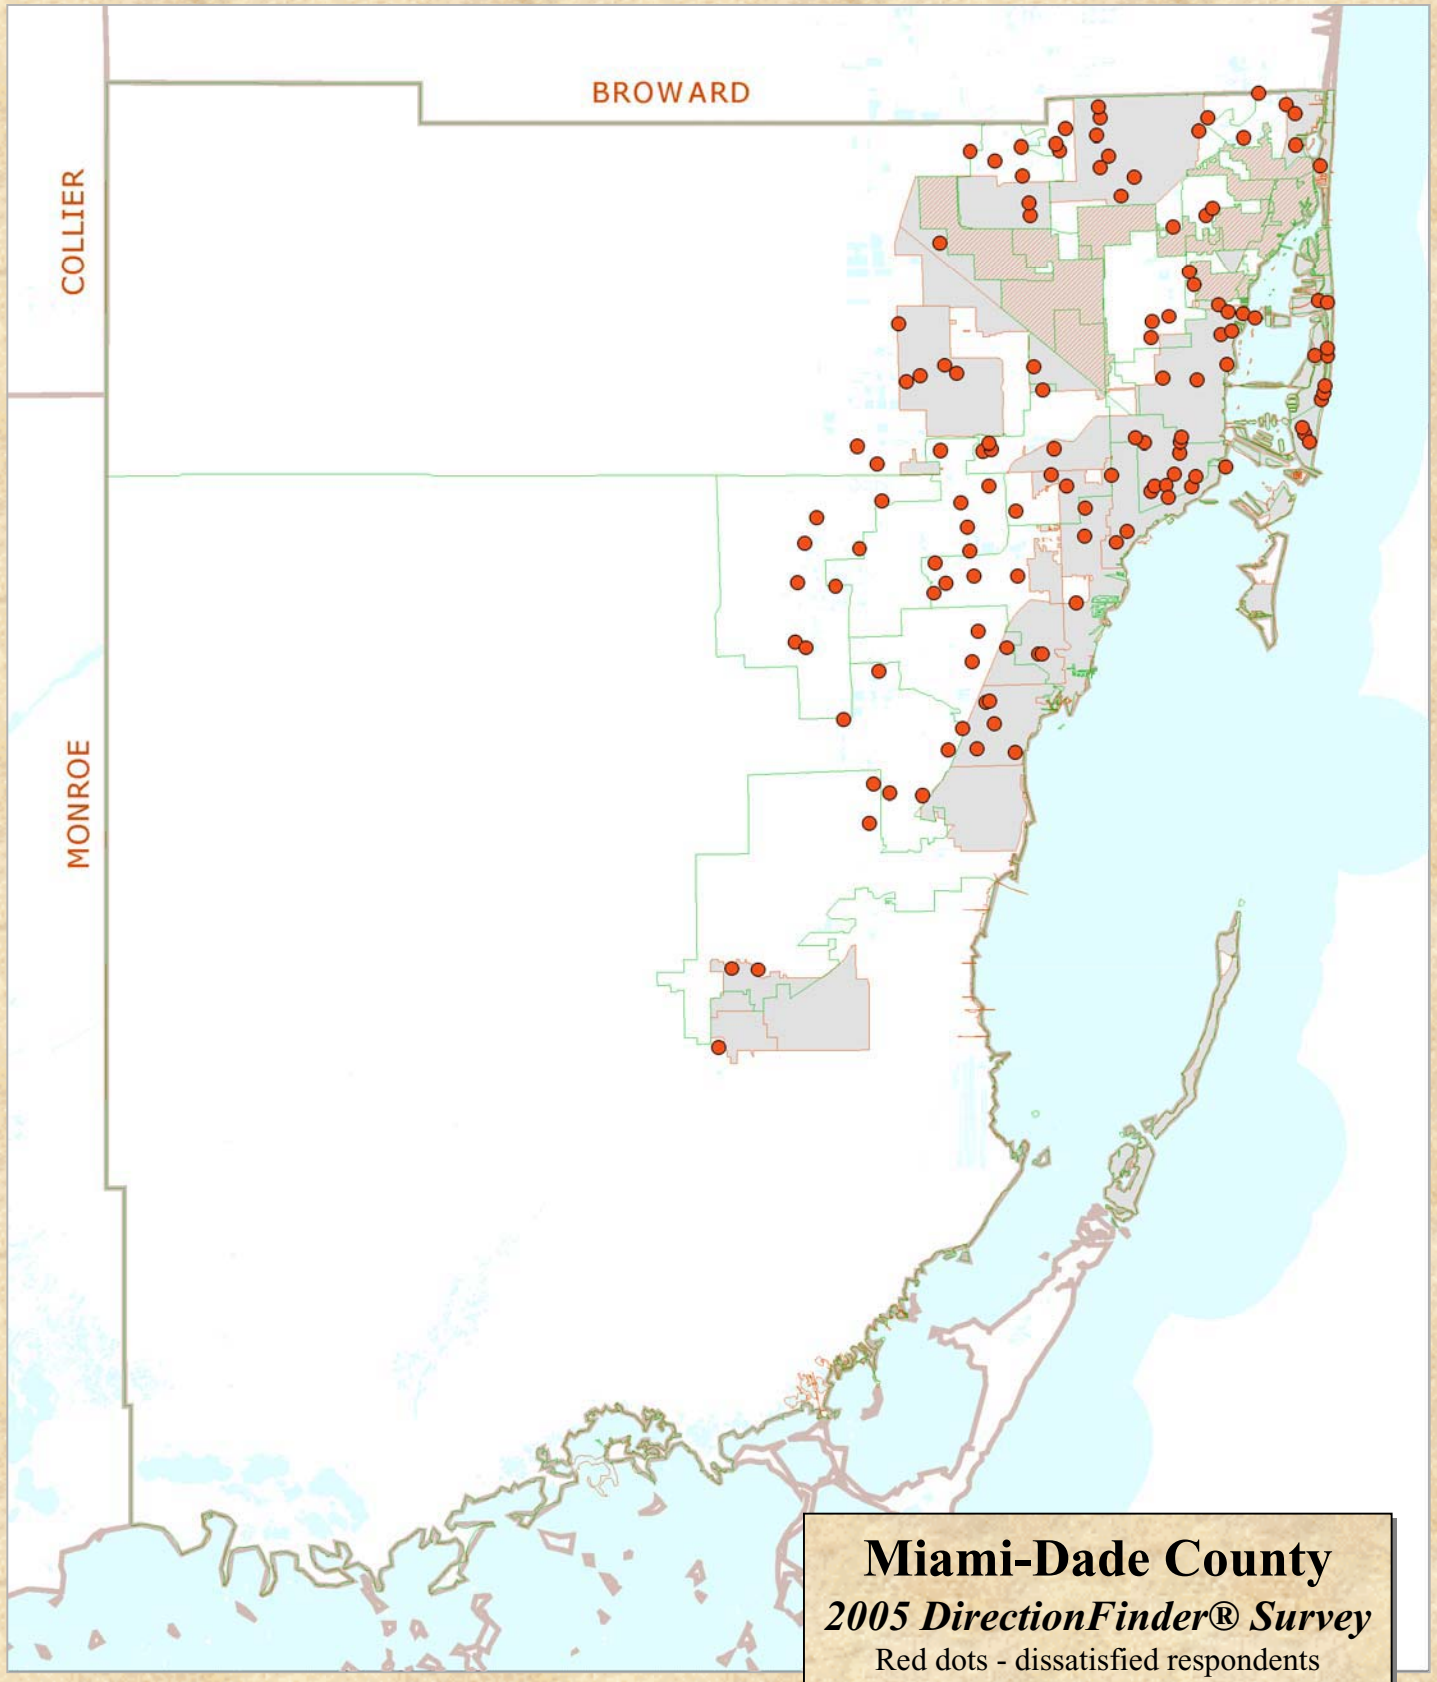 BROWARD
COLLIER
MONROE
Miami-Dade County
2005 DirectionFinder® Survey
Red dots - dissatisfied respondents